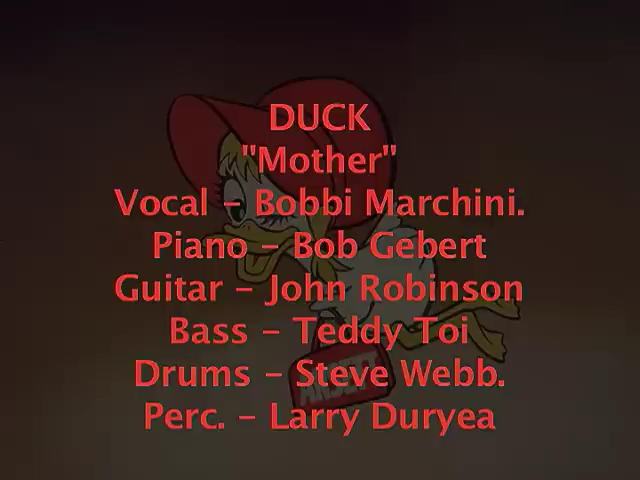 DUCK
"Mother"
Vocal – Bobbi Marchini.
Piano – Bob Gebert
Guitar – John Robinson
Bass – Teddy Toi
Drums – Steve Webb.
Perc. – Larry Duryea
ANSETT